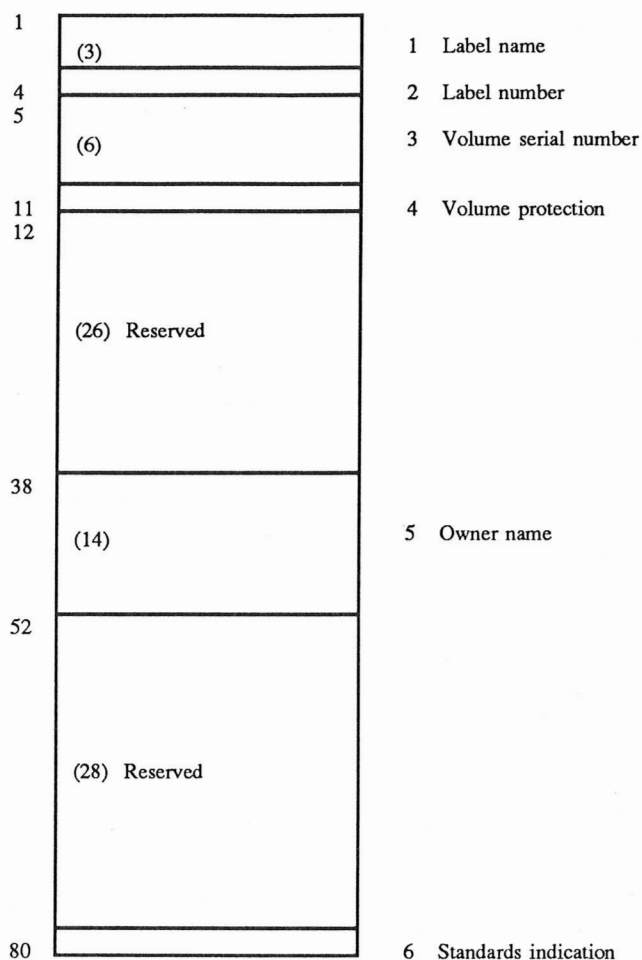 1
(3) 1 Label name
4 2 Label number
5
(6) 3 Volume serial number
11 4 Volume protection
12
(26) Reserved
38
(14) 5 Owner name
52
(28) Reserved
80 6 Standards indication